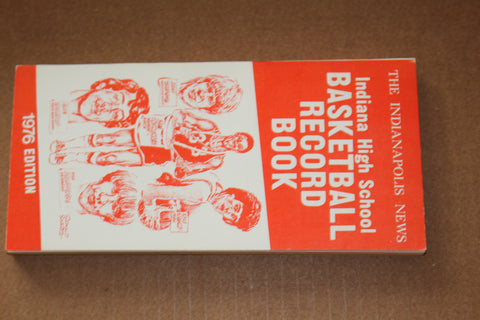 THE INDIANAPOLIS NEWS
Indiana High School
BASKETBALL
RECORD
BOOK
1976 EDITION